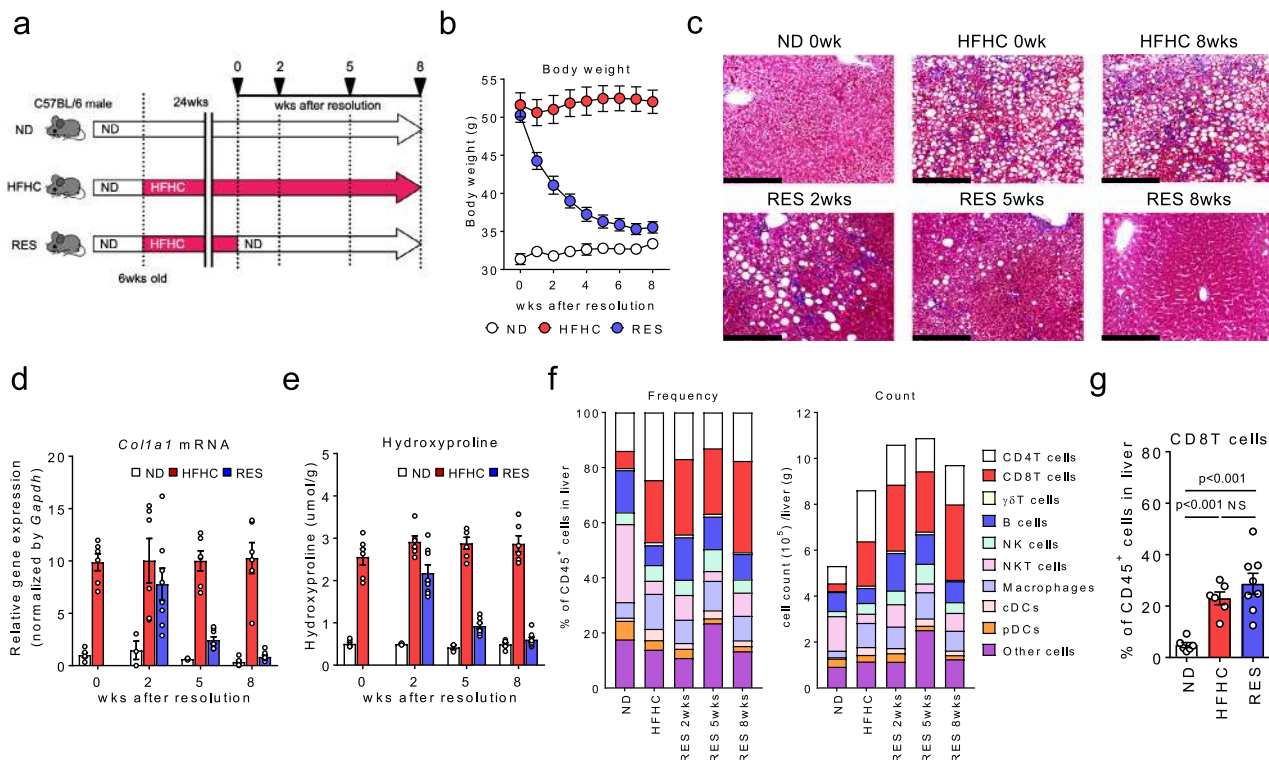 a
0 2 5 8
C57BL/6 male
24wks
wks after resolution
ND
ND
HFHC
ND
HFHC
RES
ND
HFHC
ND
6wks old
b
Body weight
Body weight (g)
55
50
45
40
35
30
0 2 4 6 8
wks after resolution
ND HFHC RES
c
ND 0wk
HFHC 0wk
HFHC 8wks
RES 2wks
RES 5wks
RES 8wks
d
Col1a1 mRNA
ND HFHC RES
Relative gene expression
(normalized by Gapdh)
20
15
10
5
0
0 2 5 8
wks after resolution
e
Hydroxyproline
ND HFHC RES
Hydroxyproline (umol/g)
5
4
3
2
1
0
0 2 5 8
wks after resolution
f
Frequency
% of CD45+ cells in liver
100
80
60
40
20
0
ND
HFHC
RES 2wks
RES 5wks
RES 8wks
Count
cell count (10^5) /liver (g)
12
10
8
6
4
2
0
ND
HFHC
RES 2wks
RES 5wks
RES 8wks
CD4T cells
CD8T cells
γδT cells
B cells
NK cells
NKT cells
Macrophages
cDCs
pDCs
Other cells
g
CD8T cells
% of CD45+ cells in liver
80
60
40
20
0
p<0.001
p<0.001 NS
ND
HFHC
RES